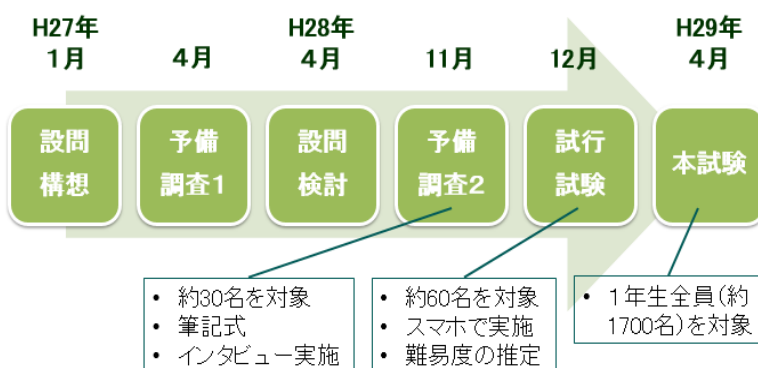 H27年
1月
4月
H28年
4月
11月
12月
H29年
4月
設問
構想
予備
調査1
設問
検討
予備
調査2
試行
試験
本試験
• 約30名を対象
• 筆記式
• インタビュー実施
• 約60名を対象
• スマホで実施
• 難易度の推定
• 1年生全員(約
1700名)を対象